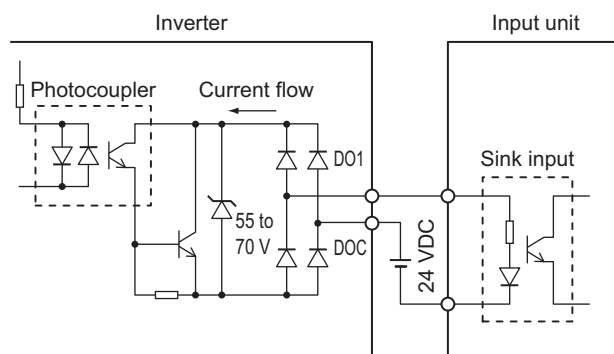 Inverter
Input unit
Photocoupler
Current flow
DO1
Sink input
55 to
70 V
DOC
24 VDC